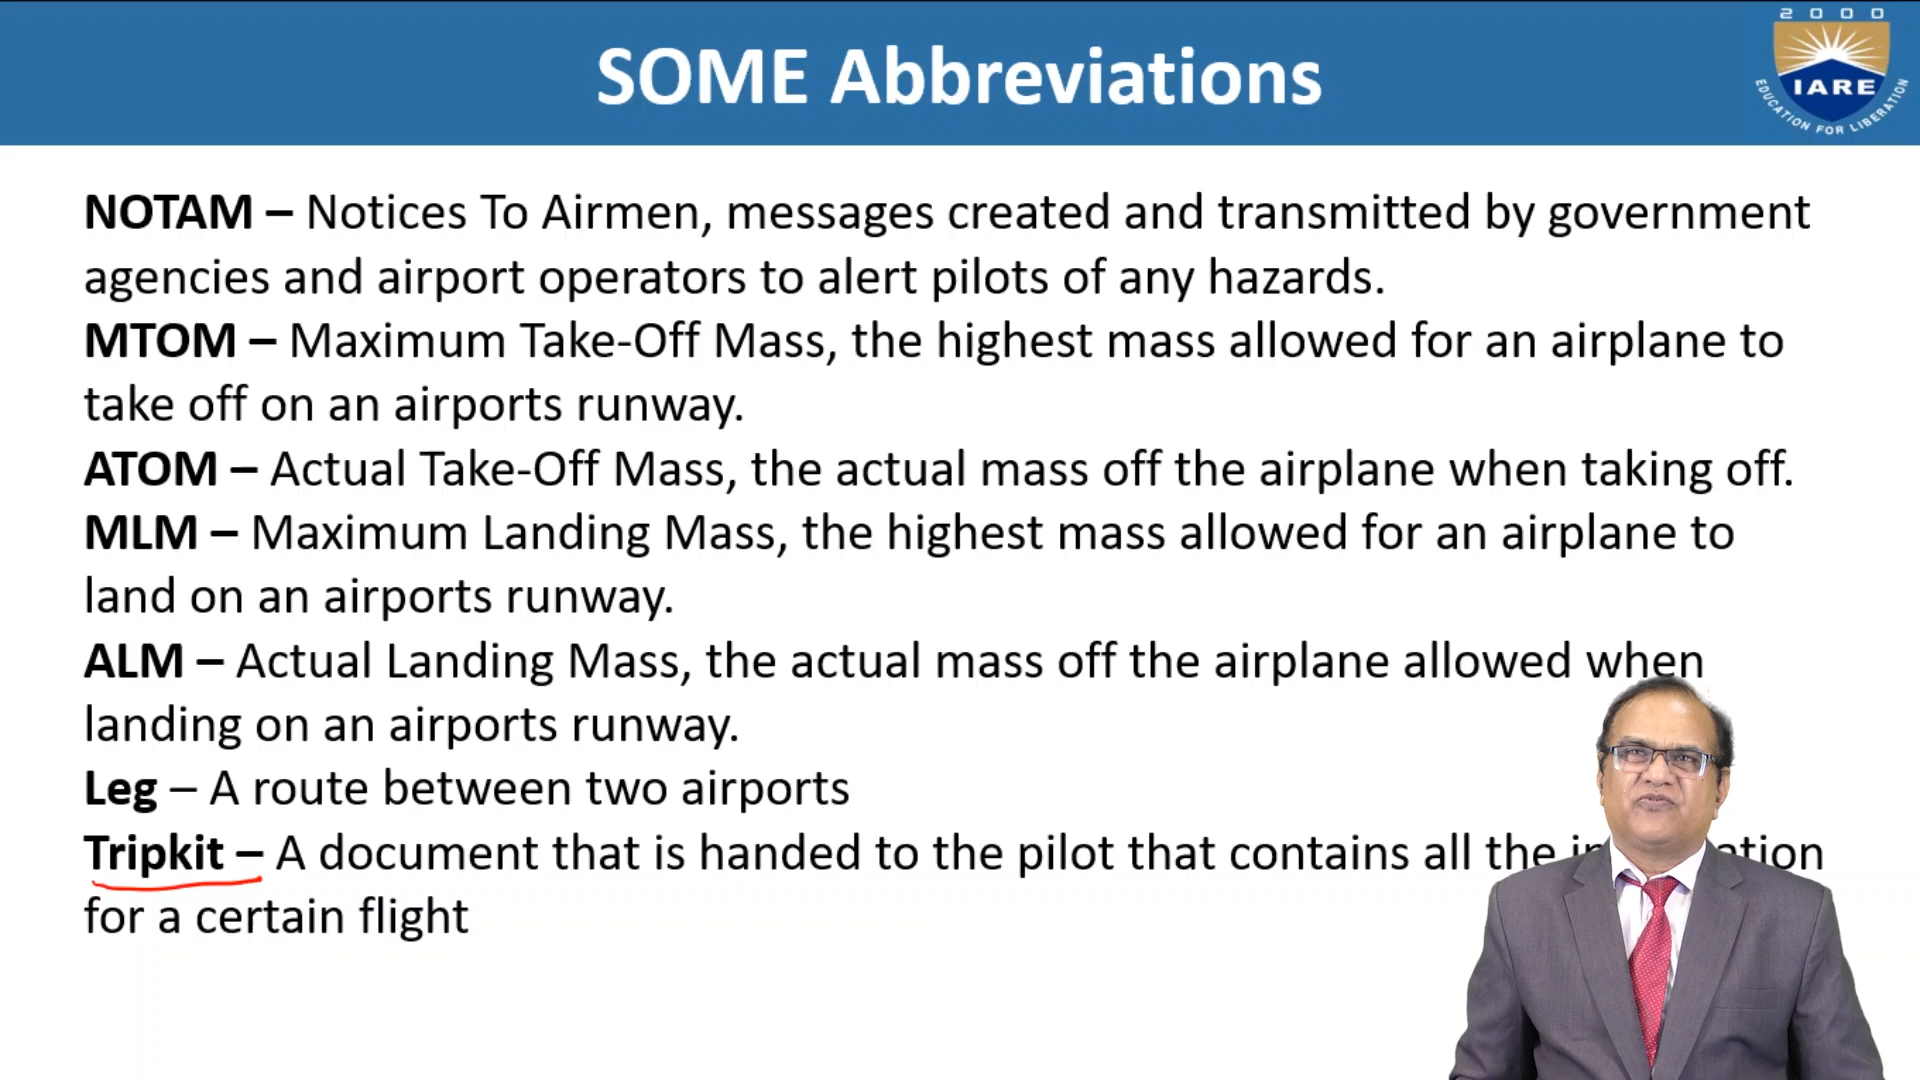 SOME Abbreviations
2000
IARE
EDUCATION FOR LIBERATION
NOTAM – Notices To Airmen, messages created and transmitted by government
agencies and airport operators to alert pilots of any hazards.
MTOM – Maximum Take-Off Mass, the highest mass allowed for an airplane to
take off on an airports runway.
ATOM – Actual Take-Off Mass, the actual mass off the airplane when taking off.
MLM – Maximum Landing Mass, the highest mass allowed for an airplane to
land on an airports runway.
ALM – Actual Landing Mass, the actual mass off the airplane allowed when
landing on an airports runway.
Leg – A route between two airports
Tripkit – A document that is handed to the pilot that contains all the
for a certain flight